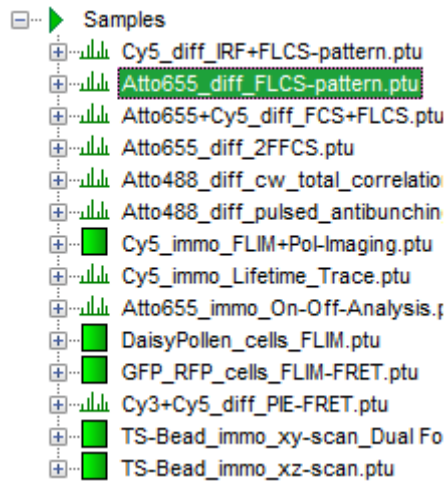 Samples
Cy5_diff_IRF+FLCS-pattern.ptu
Atto655_diff_FLCS-pattern.ptu
Atto655+Cy5_diff_FCS+FLCS.ptu
Atto655_diff_2FFCS.ptu
Atto488_diff_cw_total_correlatio
Atto488_diff_pulsed_antibunchin
Cy5_immo_FLIM+Pol-Imaging.ptu
Cy5_immo_Lifetime_Trace.ptu
Atto655_immo_On-Off-Analysis.p
DaisyPollen_cells_FLIM.ptu
GFP_RFP_cells_FLIM-FRET.ptu
Cy3+Cy5_diff_PIE-FRET.ptu
TS-Bead_immo_xy-scan_Dual Fo
TS-Bead_immo_xz-scan.ptu